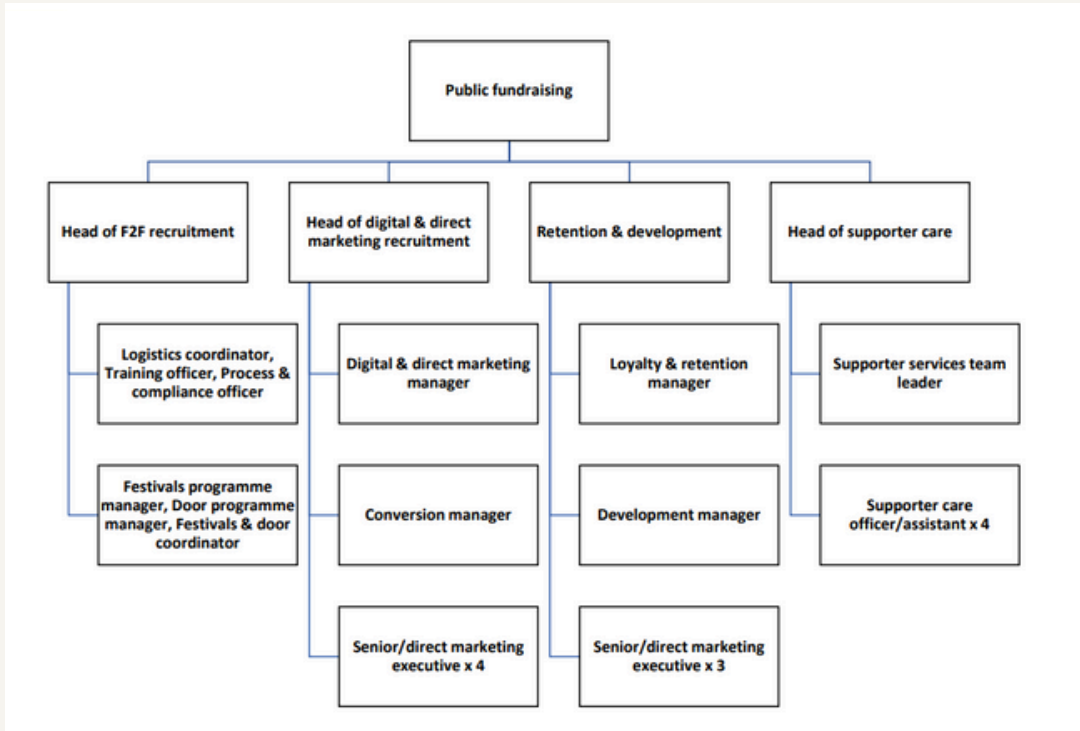 Public fundraising
Head of F2F recruitment
Head of digital & direct
marketing recruitment
Retention & development
Head of supporter care
Logistics coordinator,
Training officer, Process &
compliance officer
Digital & direct marketing
manager
Loyalty & retention
manager
Supporter services team
leader
Festivals programme
manager, Door programme
manager, Festivals & door
coordinator
Conversion manager
Development manager
Supporter care
officer/assistant x 4
Senior/direct marketing
executive x 4
Senior/direct marketing
executive x 3